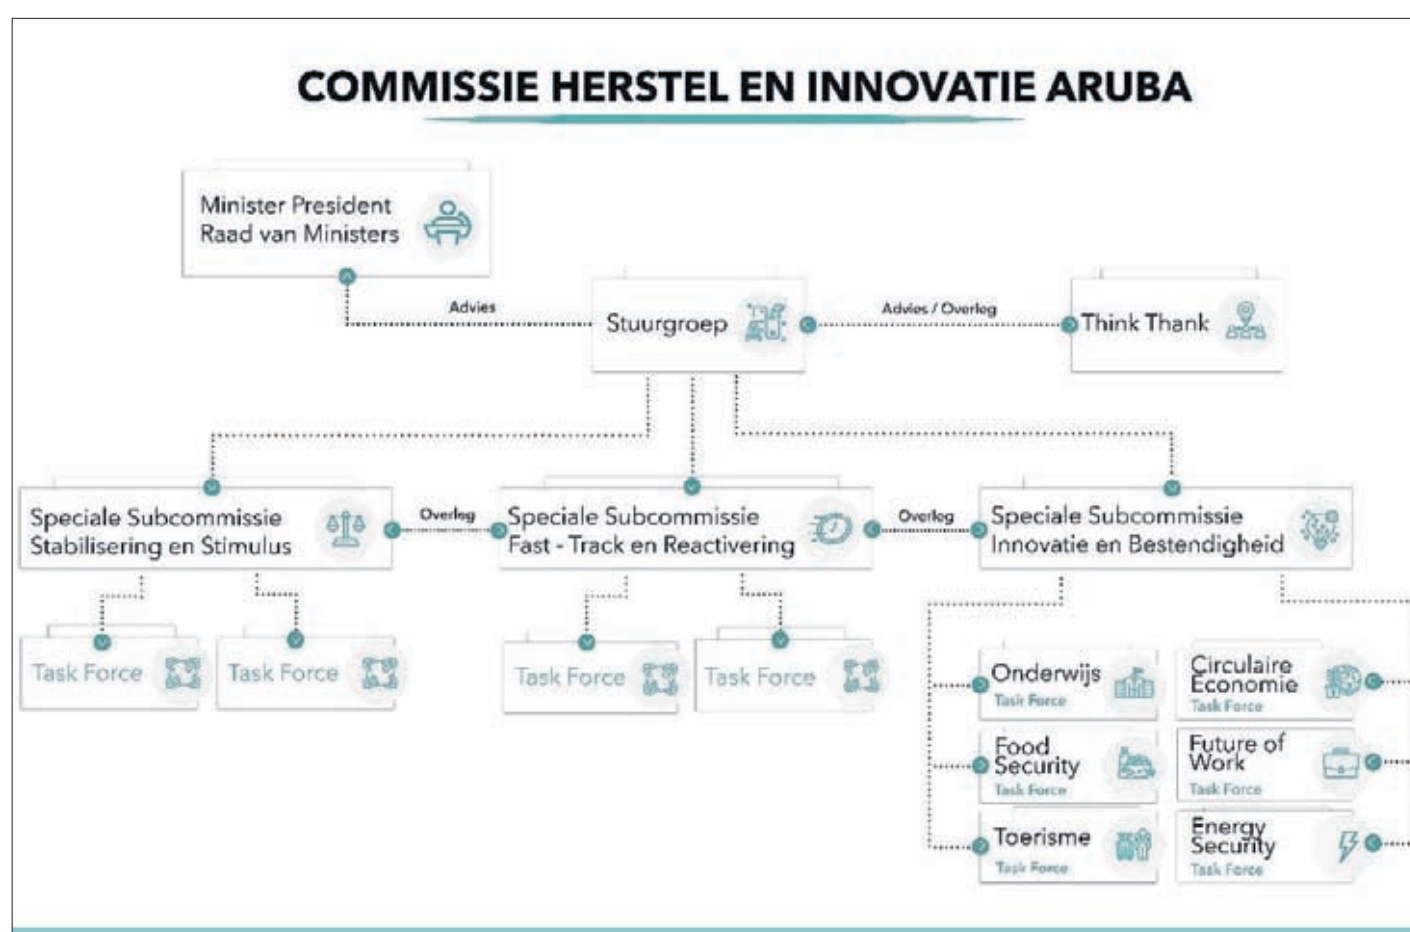 COMMISSIE HERSTEL EN INNOVATIE ARUBA
Minister President
Raad van Ministers
Advies
Stuurgroep
Advies / Overleg
Think Thank
Speciale Subcommissie
Stabilisering en Stimulus
Overleg
Speciale Subcommissie
Fast - Track en Reactivering
Overleg
Speciale Subcommissie
Innovatie en Bestendigheid
Task Force
Task Force
Task Force
Task Force
Onderwijs
Task Force
Circulaire
Economie
Task Force
Food
Security
Task Force
Future of
Work
Task Force
Toerisme
Task Force
Energy
Security
Task Force